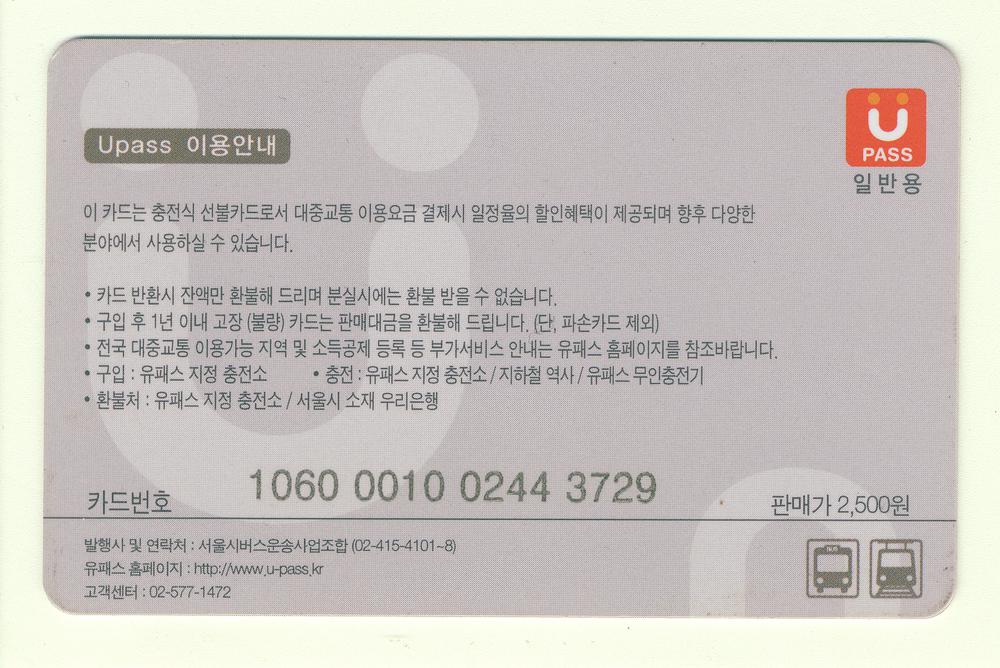 Upass 이용안내
U
PASS
일반용
이 카드는 충전식 선불카드로서 대중교통 이용요금 결제시 일정율의 할인혜택이 제공되며 향후 다양한
분야에서 사용하실 수 있습니다.
• 카드 반환시 잔액만 환불해 드리며 분실시에는 환불 받을 수 없습니다.
• 구입 후 1년 이내 고장 (불량) 카드는 판매대금을 환불해 드립니다. (단, 파손카드 제외)
• 전국 대중교통 이용가능 지역 및 소득공제 등록 등 부가서비스 안내는 유패스 홈페이지를 참조바랍니다.
• 구입 : 유패스 지정 충전소 • 충전 : 유패스 지정 충전소 / 지하철 역사 / 유패스 무인충전기
• 환불처 : 유패스 지정 충전소 / 서울시 소재 우리은행
카드번호 1060 0010 0244 3729 판매가 2,500원
발행사 및 연락처 : 서울시버스운송사업조합 (02-415-4101~8)
유패스 홈페이지 : http://www.u-pass.kr
고객센터 : 02-577-1472
BUS